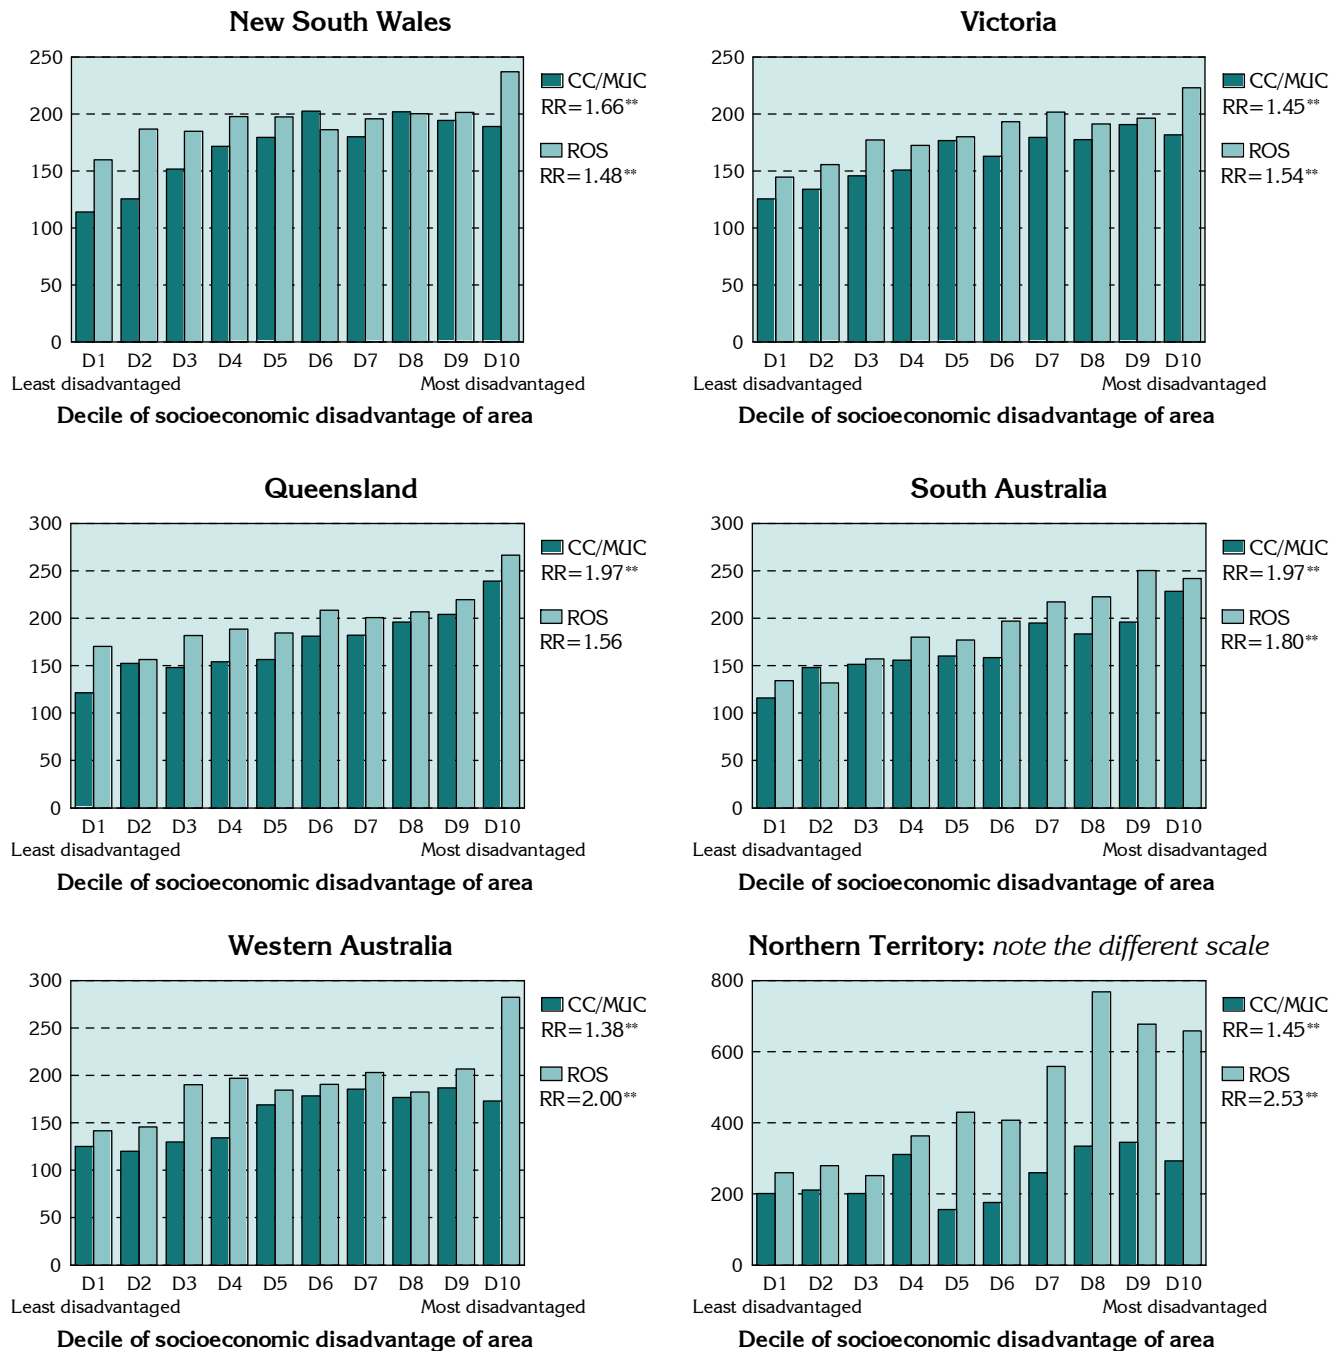 New South Wales
250
200
150
100
50
0
CC/MUC
RR=1.66**
ROS
RR=1.48**
D1 D2 D3 D4 D5 D6 D7 D8 D9 D10
Least disadvantaged Most disadvantaged
Decile of socioeconomic disadvantage of area
Victoria
250
200
150
100
50
0
CC/MUC
RR=1.45**
ROS
RR=1.54**
D1 D2 D3 D4 D5 D6 D7 D8 D9 D10
Least disadvantaged Most disadvantaged
Decile of socioeconomic disadvantage of area
Queensland
300
250
200
150
100
50
0
CC/MUC
RR=1.97**
ROS
RR=1.56
D1 D2 D3 D4 D5 D6 D7 D8 D9 D10
Least disadvantaged Most disadvantaged
Decile of socioeconomic disadvantage of area
South Australia
300
250
200
150
100
50
0
CC/MUC
RR=1.97**
ROS
RR=1.80**
D1 D2 D3 D4 D5 D6 D7 D8 D9 D10
Least disadvantaged Most disadvantaged
Decile of socioeconomic disadvantage of area
Western Australia
300
250
200
150
100
50
0
CC/MUC
RR=1.38**
ROS
RR=2.00**
D1 D2 D3 D4 D5 D6 D7 D8 D9 D10
Least disadvantaged Most disadvantaged
Decile of socioeconomic disadvantage of area
Northern Territory: note the different scale
800
600
400
200
0
CC/MUC
RR=1.45**
ROS
RR=2.53**
D1 D2 D3 D4 D5 D6 D7 D8 D9 D10
Least disadvantaged Most disadvantaged
Decile of socioeconomic disadvantage of area